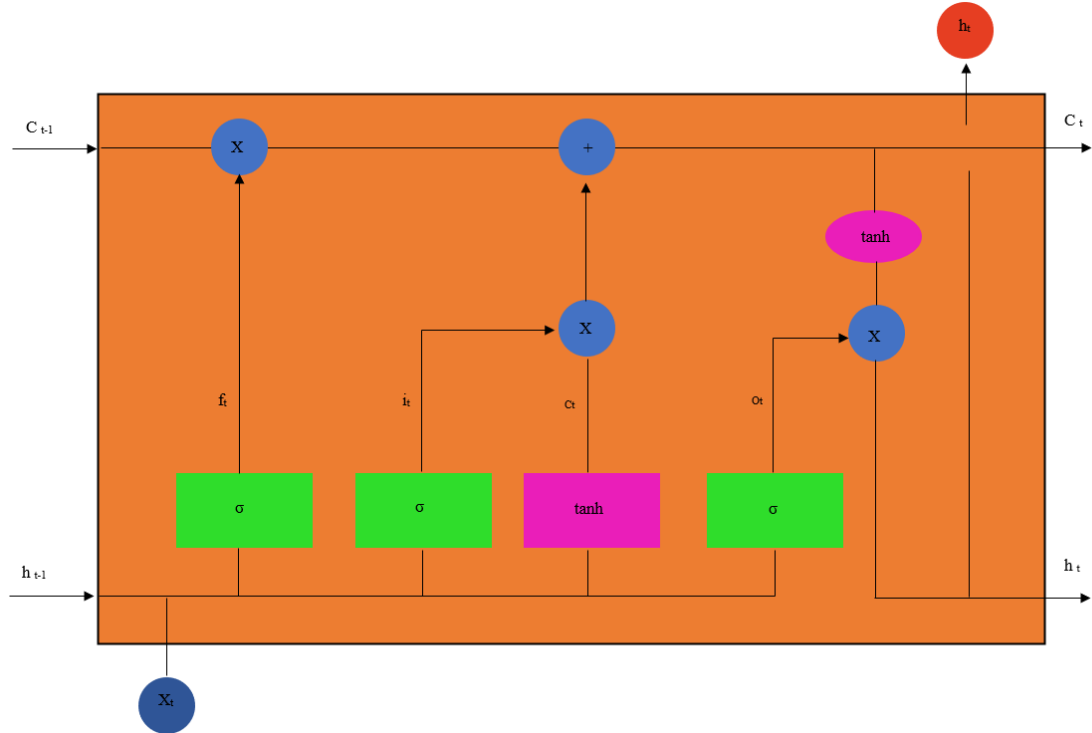 hₜ
C ₜ₋₁
C ₜ
X
+
tanh
X
X
fₜ
iₜ
Cₜ
Oₜ
σ
σ
tanh
σ
h ₜ₋₁
h ₜ
Xₜ